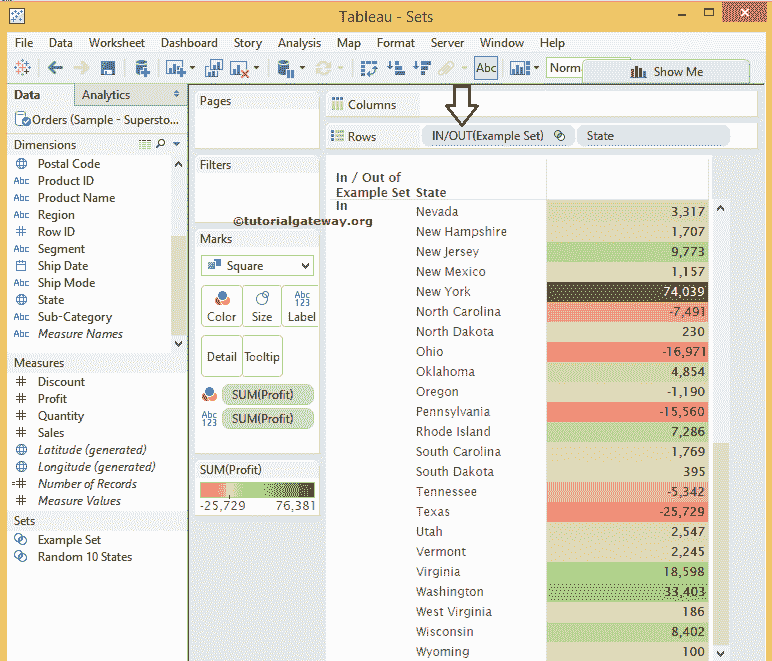 Tableau - Sets
File Data Worksheet Dashboard Story Analysis Map Format Server Window Help
Abc Norm Show Me
Data Analytics
Orders (Sample - Supersto...
Dimensions
Postal Code
Abc Product ID
Abc Product Name
Abc Region
Row ID
Abc Segment
Ship Date
Abc Ship Mode
State
Abc Sub-Category
Abc Measure Names
Measures
Discount
Profit
Quantity
Sales
Latitude (generated)
Longitude (generated)
Number of Records
Measure Values
Sets
Example Set
Random 10 States
Pages
Filters
©tutorialgateway.org
Marks
Square
Color Size Abc 123 Label
Detail Tooltip
SUM(Profit)
Abc 123 SUM(Profit)
SUM(Profit)
-25,729 76,381
Columns
Rows IN/OUT(Example Set) State
In / Out of
Example Set State
In
Nevada 3,317
New Hampshire 1,707
New Jersey 9,773
New Mexico 1,157
New York 74,039
North Carolina -7,491
North Dakota 230
Ohio -16,971
Oklahoma 4,854
Oregon -1,190
Pennsylvania -15,560
Rhode Island 7,286
South Carolina 1,769
South Dakota 395
Tennessee -5,342
Texas -25,729
Utah 2,547
Vermont 2,245
Virginia 18,598
Washington 33,403
West Virginia 186
Wisconsin 8,402
Wyoming 100